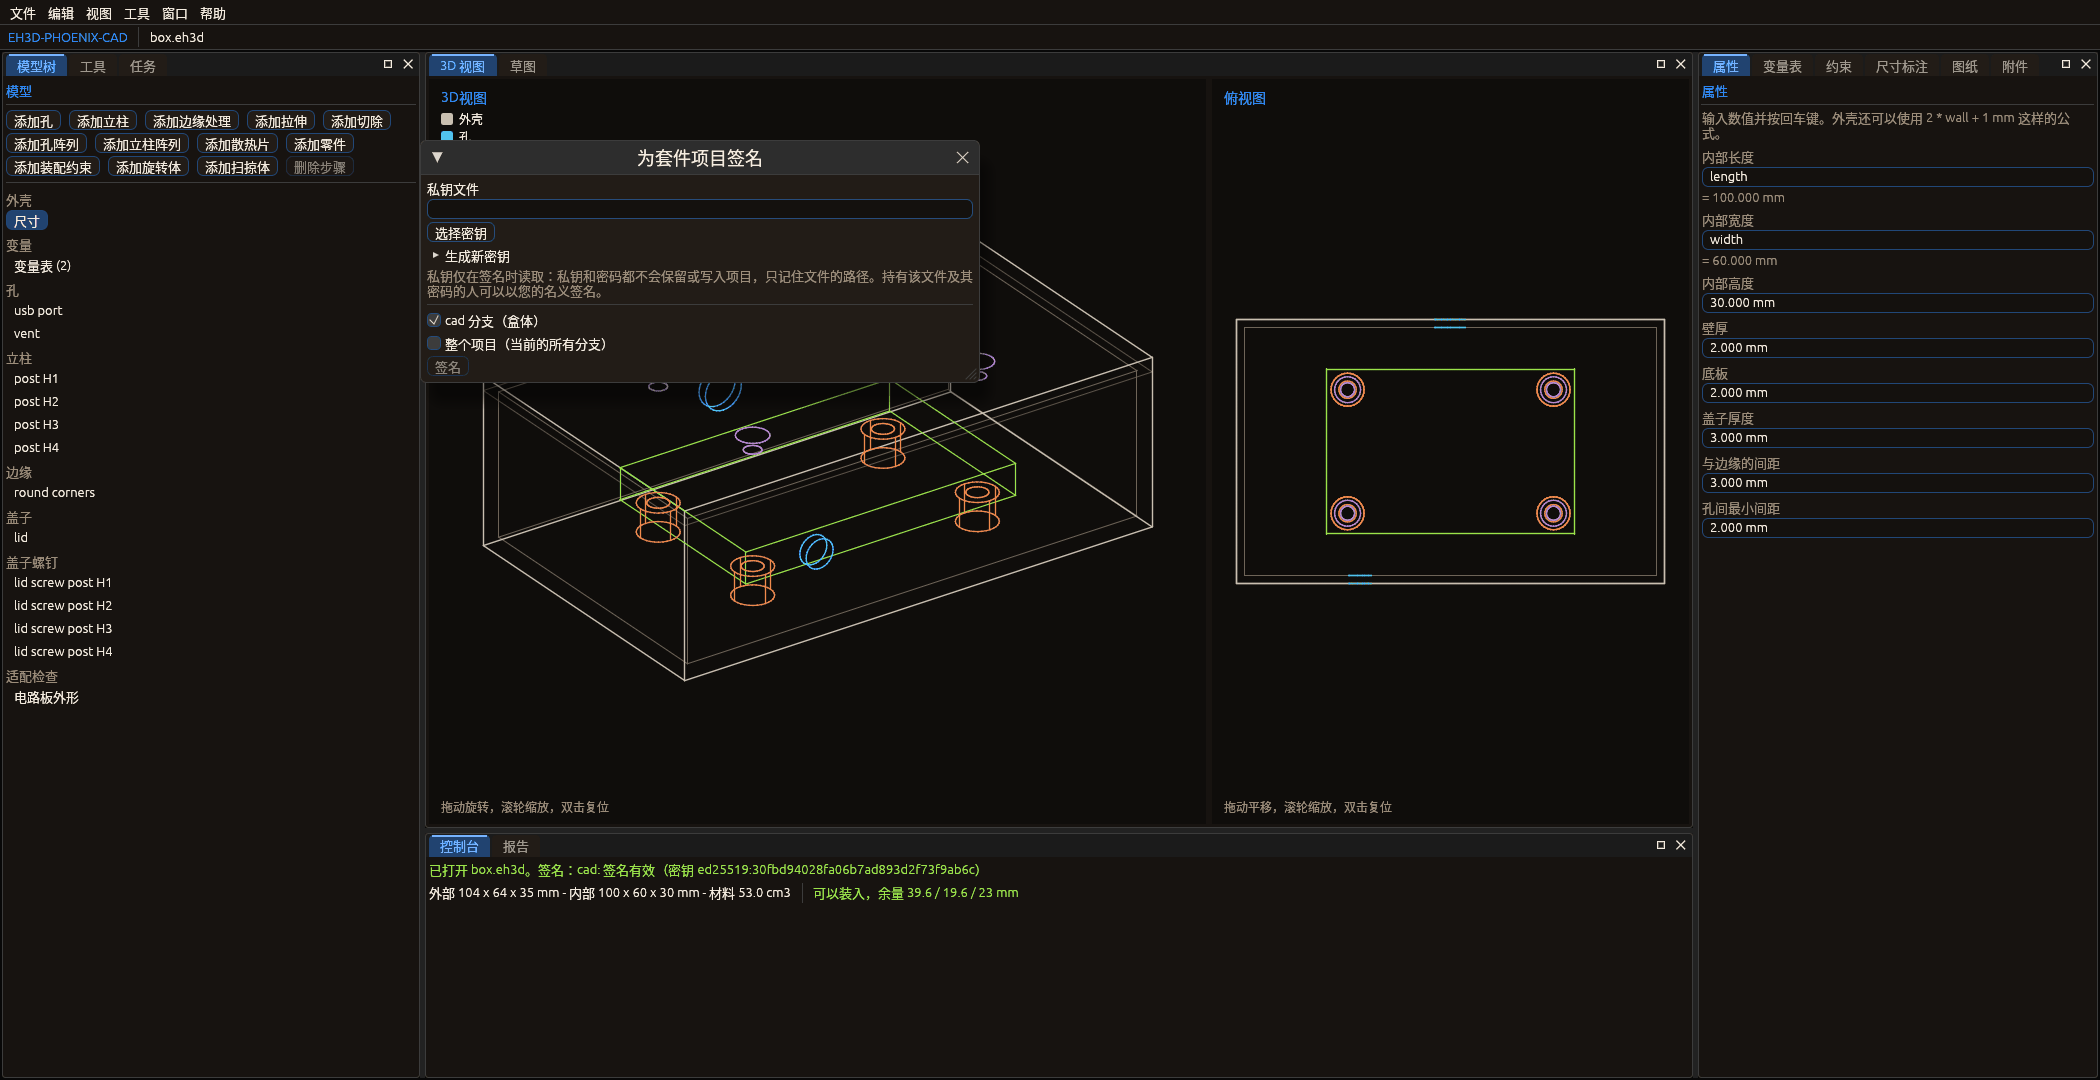 文件 编辑 视图 工具 窗口 帮助
EH3D-PHOENIX-CAD box.eh3d
模型树 工具 任务
模型
添加孔 添加立柱 添加边缘处理 添加拉伸 添加切除
添加孔阵列 添加立柱阵列 添加散热片 添加零件
添加装配约束 添加旋转体 添加扫掠体 删除步骤
外壳
尺寸
变量
变量表 (2)
孔
usb port
vent
立柱
post H1
post H2
post H3
post H4
边缘
round corners
盖子
lid
盖子螺钉
lid screw post H1
lid screw post H2
lid screw post H3
lid screw post H4
适配检查
电路板外形
3D 视图 草图
3D视图
外壳
孔
为套件项目签名
私钥文件
选择密钥
生成新密钥
私钥仅在签名时读取：私钥和密码都不会保留或写入项目，只记住文件的路径。持有该文件及其
密码的人可以以您的名义签名。
cad 分支（盒体）
整个项目（当前的所有分支）
签名
拖动旋转，滚轮缩放，双击复位
俯视图
拖动平移，滚轮缩放，双击复位
控制台 报告
已打开 box.eh3d。签名：cad: 签名有效（密钥 ed25519:30fbd94028fa06b7ad893d2f73f9ab6c）
外部 104 x 64 x 35 mm - 内部 100 x 60 x 30 mm - 材料 53.0 cm3 可以装入，余量 39.6 / 19.6 / 23 mm
属性 变量表 约束 尺寸标注 图纸 附件
属性
输入数值并按回车键。外壳还可以使用 2 * wall + 1 mm 这样的公
式。
内部长度
length
= 100.000 mm
内部宽度
width
= 60.000 mm
内部高度
30.000 mm
壁厚
2.000 mm
底板
2.000 mm
盖子厚度
3.000 mm
与边缘的间距
3.000 mm
孔间最小间距
2.000 mm